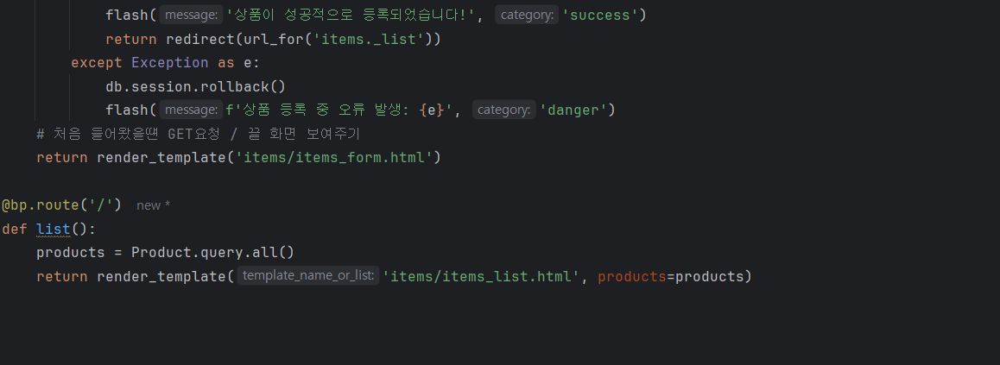 flash( message: '상품이 성공적으로 등록되었습니다!', category: 'success')
return redirect(url_for('items._list'))
except Exception as e:
db.session.rollback()
flash( message: f'상품 등록 중 오류 발생: {e}', category: 'danger')
# 처음 들어왔을땐 GET요청 / 끝 화면 보여주기
return render_template('items/items_form.html')
@bp.route('/') new *
def list():
products = Product.query.all()
return render_template( template_name_or_list: 'items/items_list.html', products=products)